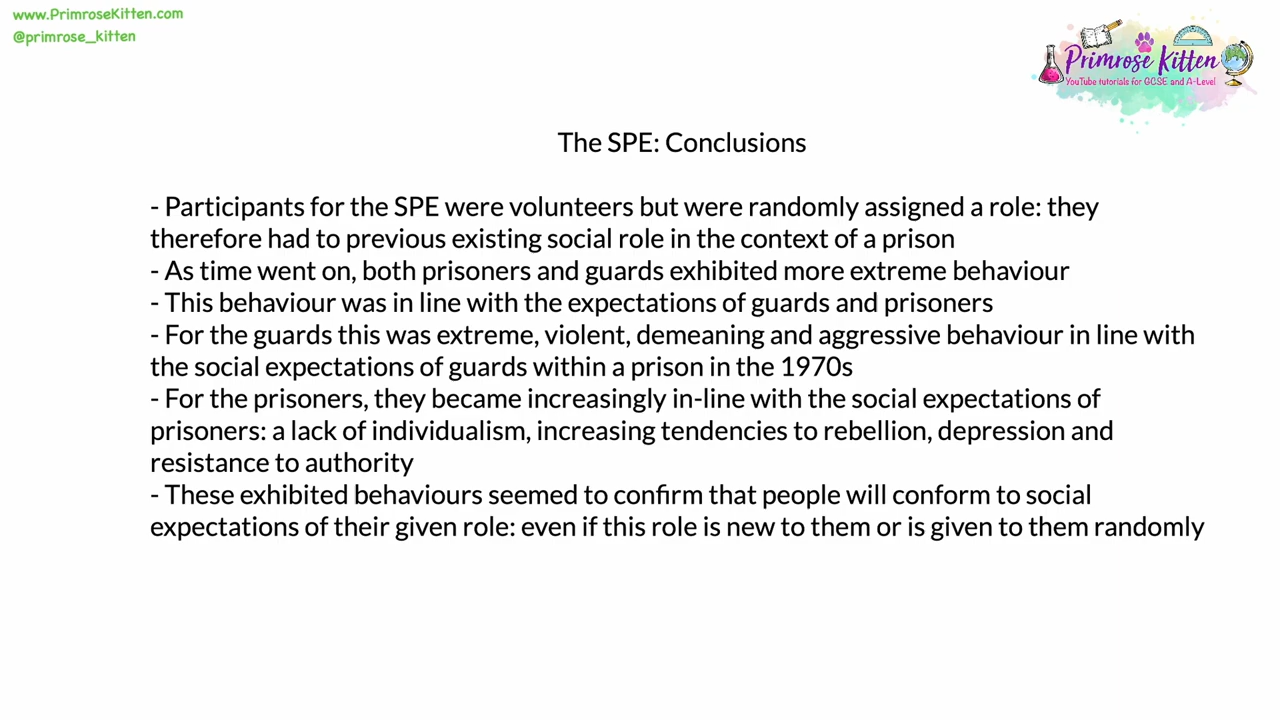 www.PrimroseKitten.com
@primrose_kitten
Primrose Kitten
YouTube tutorials for GCSE and A-Level
The SPE: Conclusions
- Participants for the SPE were volunteers but were randomly assigned a role: they
therefore had to previous existing social role in the context of a prison
- As time went on, both prisoners and guards exhibited more extreme behaviour
- This behaviour was in line with the expectations of guards and prisoners
- For the guards this was extreme, violent, demeaning and aggressive behaviour in line with
the social expectations of guards within a prison in the 1970s
- For the prisoners, they became increasingly in-line with the social expectations of
prisoners: a lack of individualism, increasing tendencies to rebellion, depression and
resistance to authority
- These exhibited behaviours seemed to confirm that people will conform to social
expectations of their given role: even if this role is new to them or is given to them randomly